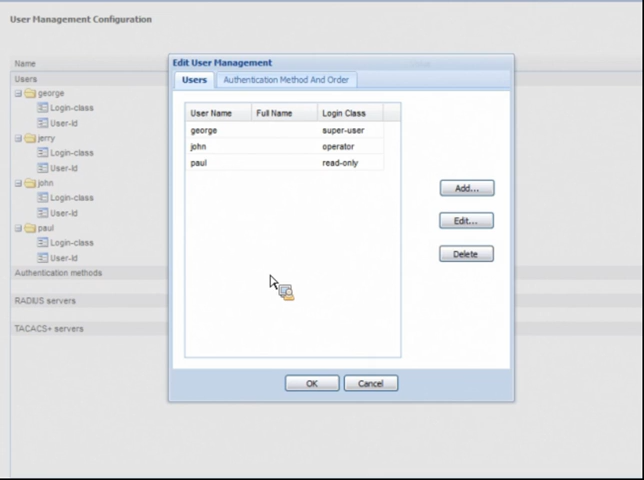 User Management Configuration
Name
Users
george
Login-class
User-Id
jerry
Login-class
User-Id
john
Login-class
User-Id
paul
Login-class
User-Id
Authentication methods
RADIUS servers
TACACS+ servers
Edit User Management
Users Authentication Method And Order
User Name Full Name Login Class
george super-user
john operator
paul read-only
Add...
Edit...
Delete
OK Cancel